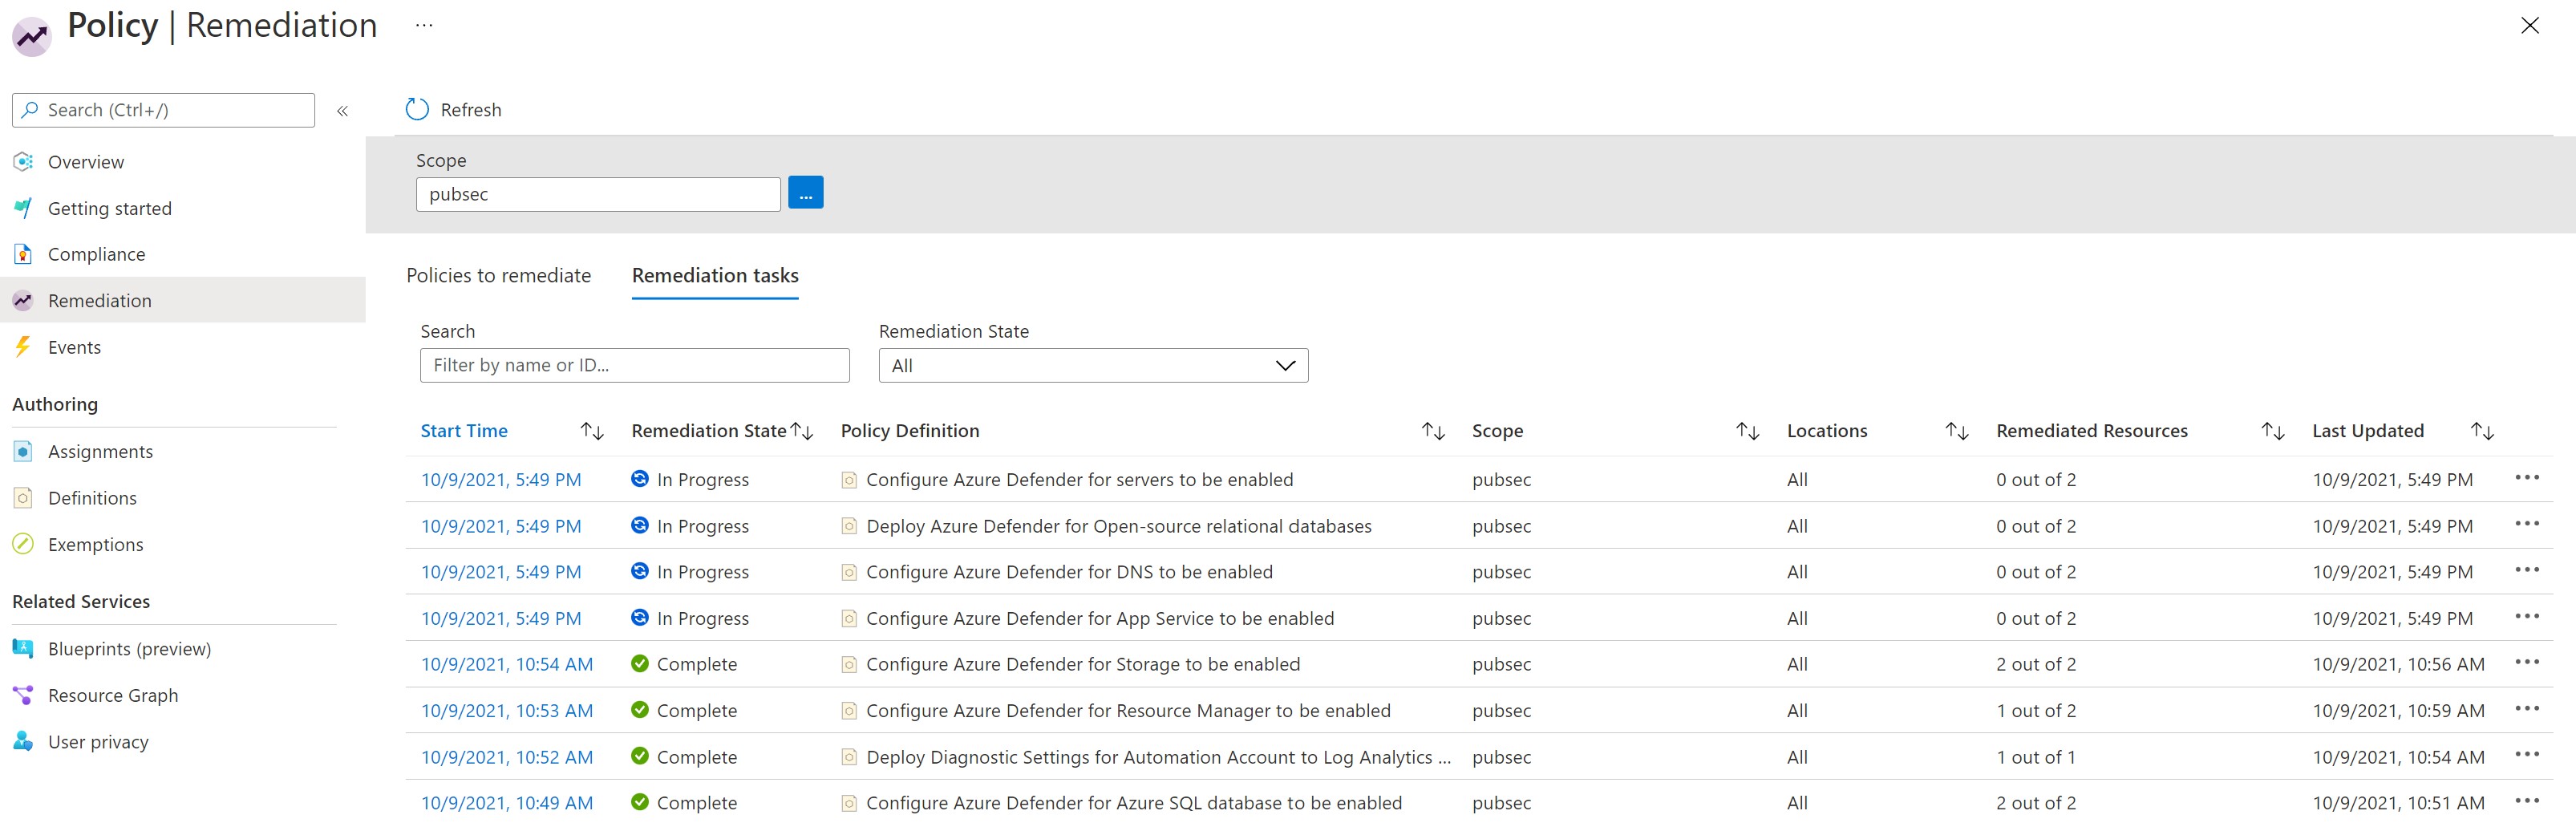 Policy | Remediation ...
Search (Ctrl+/) «
Overview
Getting started
Compliance
Remediation
Events
Authoring
Assignments
Definitions
Exemptions
Related Services
Blueprints (preview)
Resource Graph
User privacy
Refresh
Scope
pubsec ...
Policies to remediate Remediation tasks
Search Remediation State
Filter by name or ID... All
Start Time Remediation State Policy Definition Scope Locations Remediated Resources Last Updated
10/9/2021, 5:49 PM In Progress Configure Azure Defender for servers to be enabled pubsec All 0 out of 2 10/9/2021, 5:49 PM ...
10/9/2021, 5:49 PM In Progress Deploy Azure Defender for Open-source relational databases pubsec All 0 out of 2 10/9/2021, 5:49 PM ...
10/9/2021, 5:49 PM In Progress Configure Azure Defender for DNS to be enabled pubsec All 0 out of 2 10/9/2021, 5:49 PM ...
10/9/2021, 5:49 PM In Progress Configure Azure Defender for App Service to be enabled pubsec All 0 out of 2 10/9/2021, 5:49 PM ...
10/9/2021, 10:54 AM Complete Configure Azure Defender for Storage to be enabled pubsec All 2 out of 2 10/9/2021, 10:56 AM ...
10/9/2021, 10:53 AM Complete Configure Azure Defender for Resource Manager to be enabled pubsec All 1 out of 2 10/9/2021, 10:59 AM ...
10/9/2021, 10:52 AM Complete Deploy Diagnostic Settings for Automation Account to Log Analytics ... pubsec All 1 out of 1 10/9/2021, 10:54 AM ...
10/9/2021, 10:49 AM Complete Configure Azure Defender for Azure SQL database to be enabled pubsec All 2 out of 2 10/9/2021, 10:51 AM ...